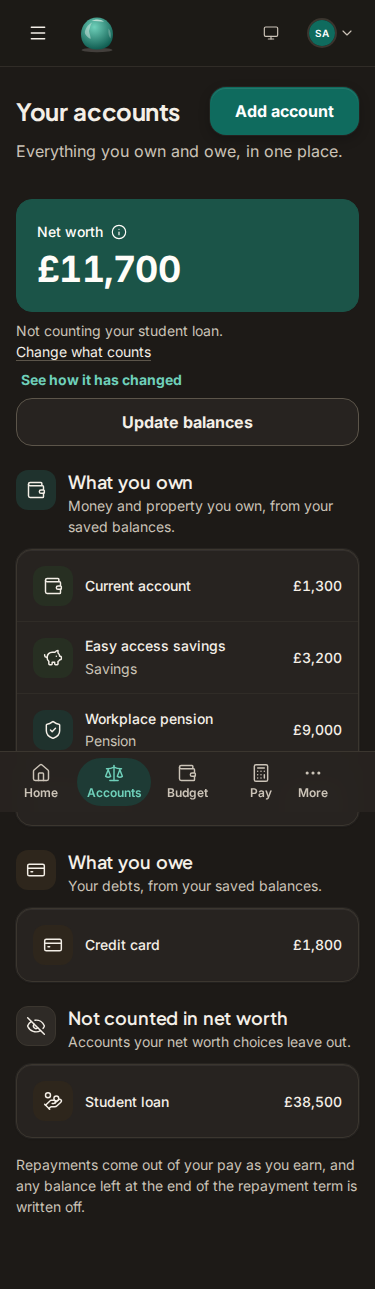 SA
Your accounts
Add account
Everything you own and owe, in one place.
Net worth
£11,700
Not counting your student loan.
Change what counts
See how it has changed
Update balances
What you own
Money and property you own, from your
saved balances.
Current account
£1,300
Easy access savings
Savings
£3,200
Workplace pension
Pension
£9,000
Home
Accounts
Budget
Pay
More
What you owe
Your debts, from your saved balances.
Credit card
£1,800
Not counted in net worth
Accounts your net worth choices leave out.
Student loan
£38,500
Repayments come out of your pay as you earn, and
any balance left at the end of the repayment term is
written off.